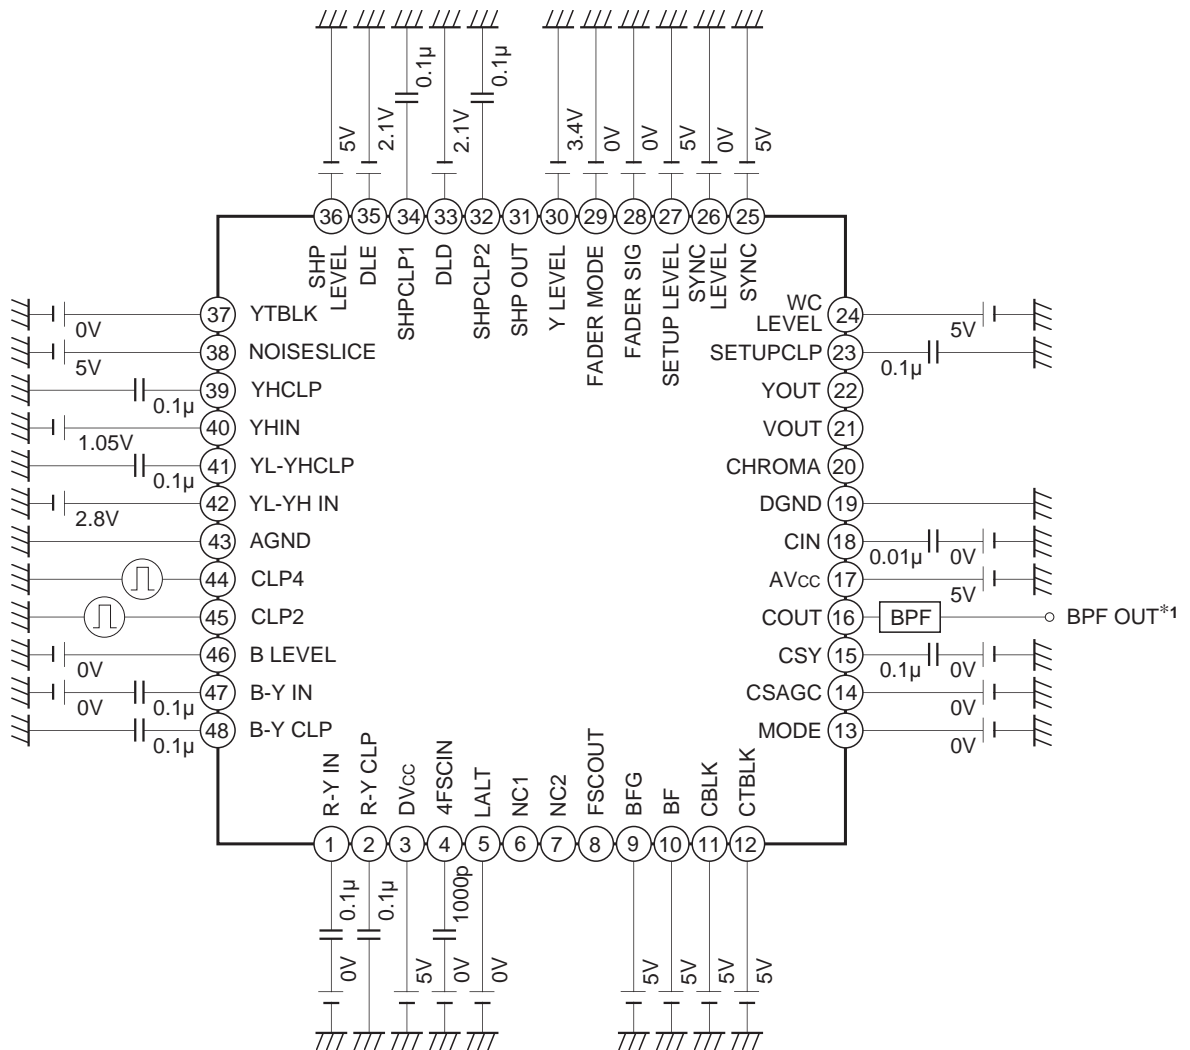 0.1µ
0.1µ
5V
2.1V
2.1V
3.4V
0V
0V
5V
0V
5V
36
35
34
33
32
31
30
29
28
27
26
25
SHP
LEVEL
DLE
SHPCLP1
DLD
SHPCLP2
SHP OUT
Y LEVEL
FADER MODE
FADER SIG
SETUP LEVEL
SYNC
LEVEL
SYNC
37 YTBLK
0V
38 NOISESLICE
5V
39 YHCLP
0.1µ
40 YHIN
1.05V
41 YL-YHCLP
0.1µ
42 YL-YH IN
2.8V
43 AGND
44 CLP4
45 CLP2
46 B LEVEL
0V
47 B-Y IN
0V 0.1µ
48 B-Y CLP
0.1µ
WC
LEVEL 24
5V
SETUPCLP 23
0.1µ
YOUT 22
VOUT 21
CHROMA 20
DGND 19
CIN 18
0.01µ 0V
AVcc 17
5V
COUT 16 BPF BPF OUT*1
CSY 15
0.1µ 0V
CSAGC 14
0V
MODE 13
0V
R-Y IN
R-Y CLP
DVcc
4FSCIN
LALT
NC1
NC2
FSCOUT
BFG
BF
CBLK
CTBLK
1
2
3
4
5
6
7
8
9
10
11
12
0.1µ
0.1µ
1000p
0V
5V
0V
0V
5V
5V
5V
5V